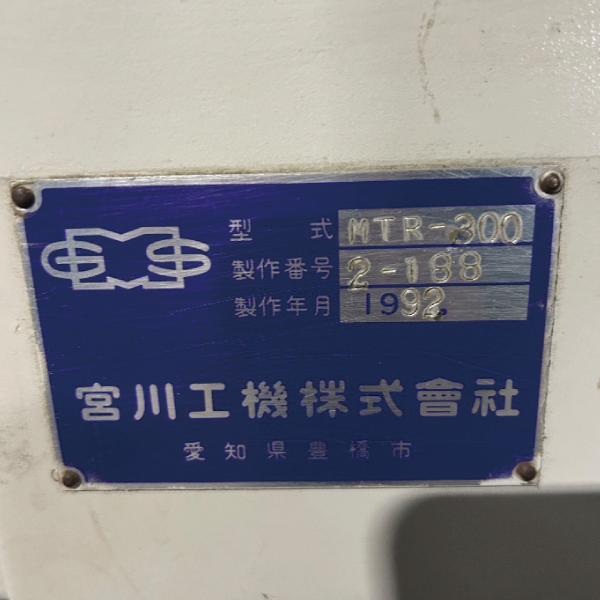 型式 MTR-300
製作番号 2-188
製作年月 1992.
宮川工機株式會社
愛知県豊橋市